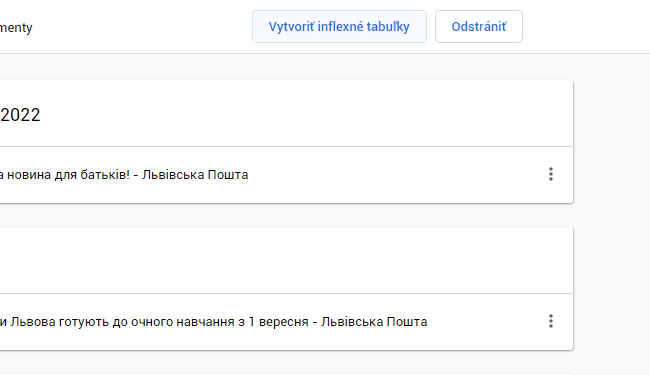 menty
Vytvoriť inflexné tabuľky
Odstrániť
2022
а новина для батьків! - Львівська Пошта
и Львова готують до очного навчання з 1 вересня - Львівська Пошта